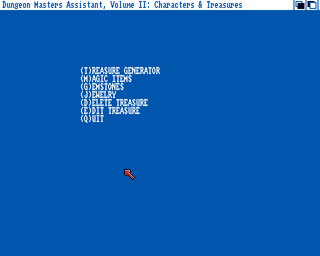 Dungeon Masters Assistant, Volume II: Characters & Treasures
(T)REASURE GENERATOR
(M)AGIC ITEMS
(G)EMSTONES
(J)EWELRY
(D)ELETE TREASURE
(E)DIT TREASURE
(Q)UIT